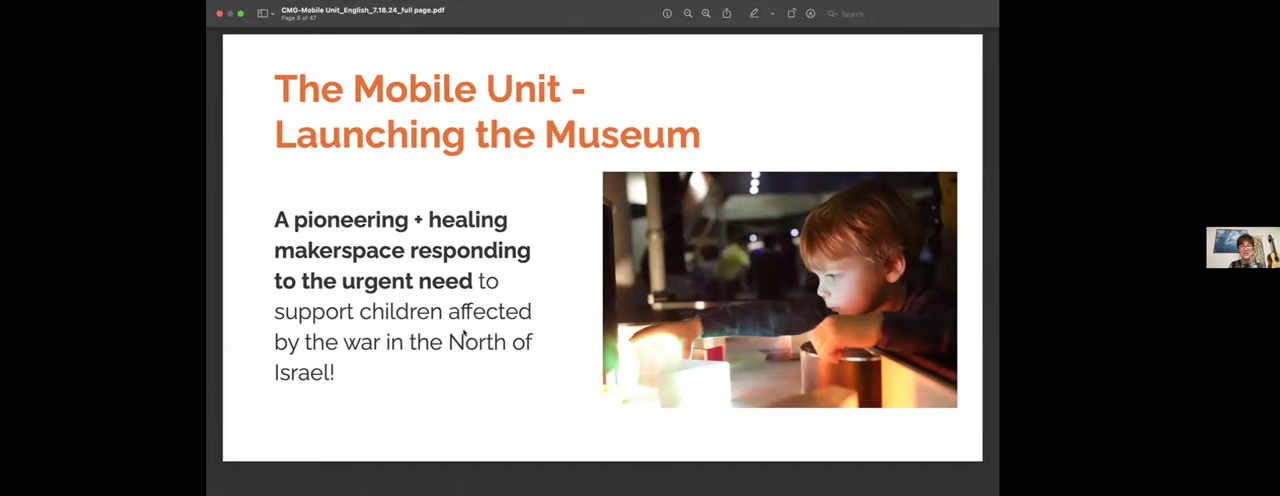 CMG-Mobile Unit_English_7.18.24_full page.pdf
Page 8 of 47
Search
The Mobile Unit -
Launching the Museum
A pioneering + healing
makerspace responding
to the urgent need to
support children affected
by the war in the North of
Israel!